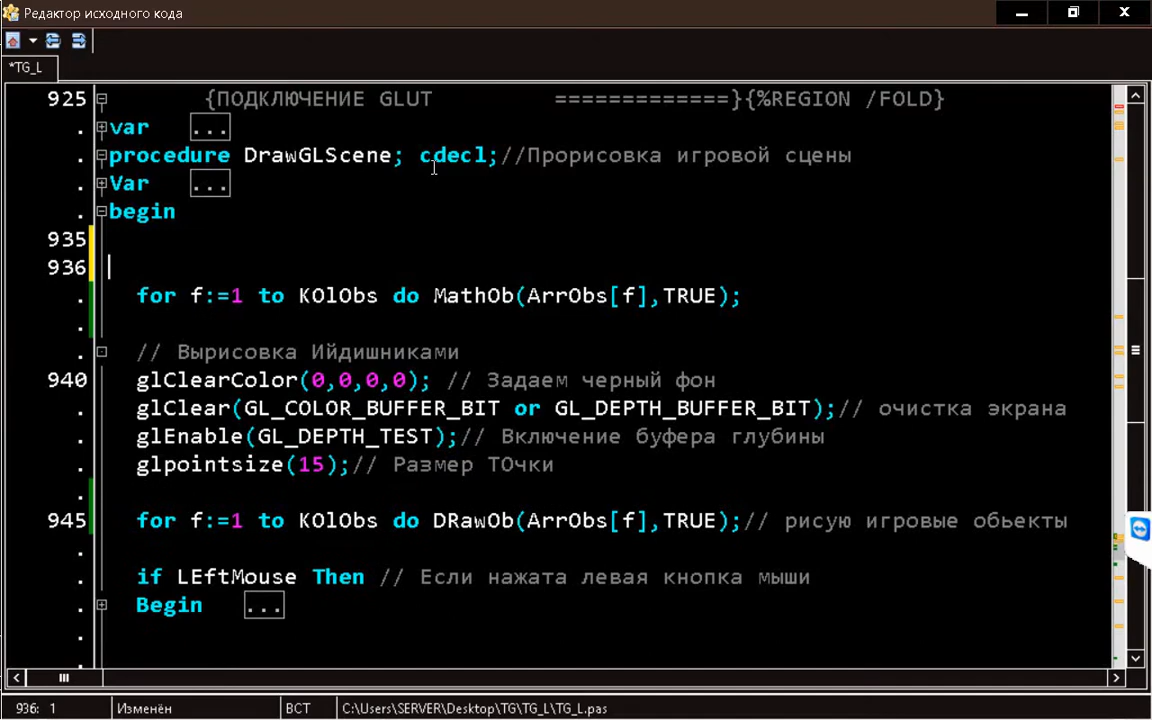 Редактор исходного кода
*TG_L
925 {ПОДКЛЮЧЕНИЕ GLUT =============}{%REGION /FOLD}
. var ...
. procedure DrawGLScene; cdecl;//Прорисовка игровой сцены
. Var ...
. begin
935
936
. for f:=1 to KOlObs do MathOb(ArrObs[f],TRUE);
.
. // Вырисовка Ийдишниками
940 glClearColor(0,0,0,0); // Задаем черный фон
. glClear(GL_COLOR_BUFFER_BIT or GL_DEPTH_BUFFER_BIT);// очистка экрана
. glEnable(GL_DEPTH_TEST);// Включение буфера глубины
. glpointsize(15);// Размер ТОчки
.
945 for f:=1 to KOlObs do DRawOb(ArrObs[f],TRUE);// рисую игровые обьекты
.
. if LEftMouse Then // Если нажата левая кнопка мыши
. Begin ...
.
.
936: 1 Изменён ВСТ C:\Users\SERVER\Desktop\TG\TG_L\TG_L.pas